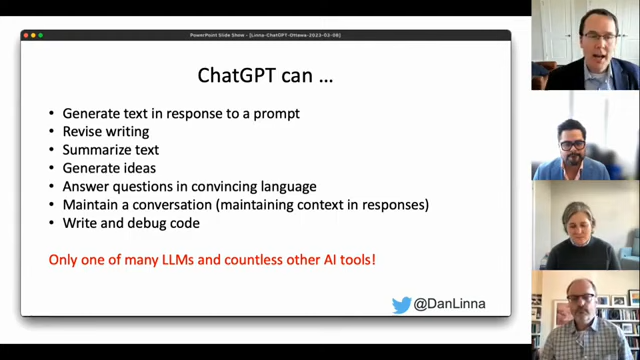 PowerPoint Slide Show - [Linna-ChatGPT-Ottawa-2023-02-08]
ChatGPT can …
• Generate text in response to a prompt
• Revise writing
• Summarize text
• Generate ideas
• Answer questions in convincing language
• Maintain a conversation (maintaining context in responses)
• Write and debug code
Only one of many LLMs and countless other AI tools!
@DanLinna